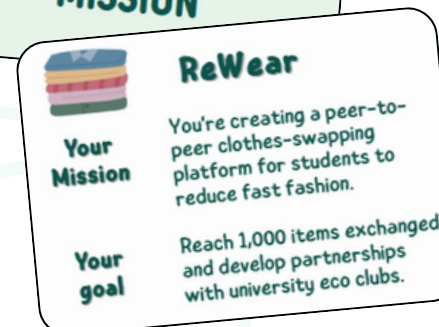 MISSION
ReWear
Your
Mission
You're creating a peer-to-
peer clothes-swapping
platform for students to
reduce fast fashion.
Your
goal
Reach 1,000 items exchanged
and develop partnerships
with university eco clubs.